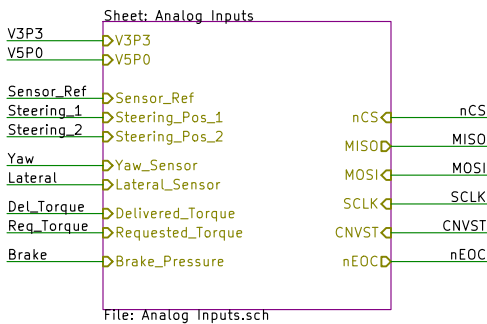 Sheet: Analog Inputs
V3P3
V3P3
V5P0
V5P0
Sensor_Ref
Sensor_Ref
Steering_1
Steering_Pos_1
nCS
nCS
Steering_2
Steering_Pos_2
MISO
MISO
Yaw
Yaw_Sensor
MOSI
MOSI
Lateral
Lateral_Sensor
SCLK
SCLK
Del_Torque
Delivered_Torque
Req_Torque
Requested_Torque
CNVST
CNVST
Brake
Brake_Pressure
nEOC
nEOC
File: Analog Inputs.sch